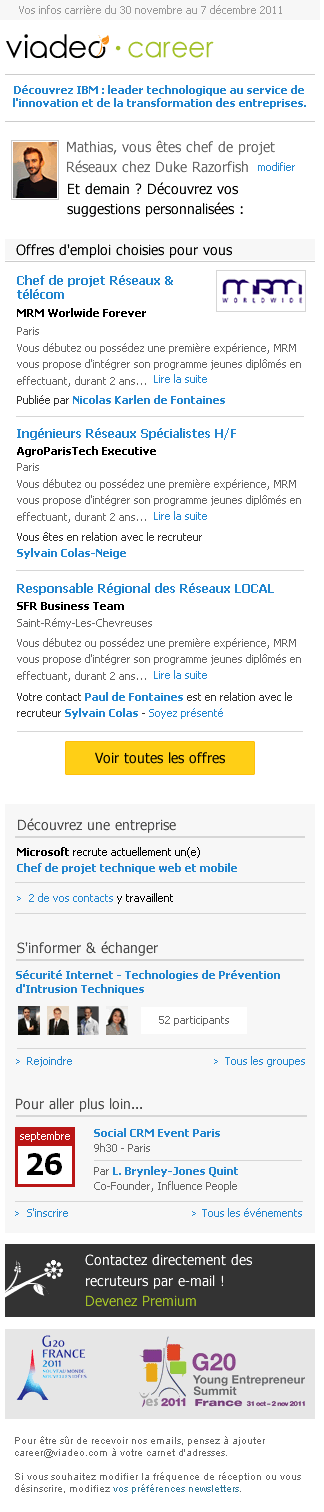 Vos infos carrière du 30 novembre au 7 décembre 2011
viadeo · career
Découvrez IBM : leader technologique au service de
l'innovation et de la transformation des entreprises.
Mathias, vous êtes chef de projet
Réseaux chez Duke Razorfish modifier
Et demain ? Découvrez vos
suggestions personnalisées :
Offres d'emploi choisies pour vous
Chef de projet Réseaux &
télécom
MRM Worlwide Forever
MRM
WORLDWIDE
Paris
Vous débutez ou possédez une première expérience, MRM
vous propose d'intégrer son programme jeunes diplômés en
effectuant, durant 2 ans... Lire la suite
Publiée par Nicolas Karlen de Fontaines
Ingénieurs Réseaux Spécialistes H/F
AgroParisTech Executive
Paris
Vous débutez ou possédez une première expérience, MRM
vous propose d'intégrer son programme jeunes diplômés en
effectuant, durant 2 ans... Lire la suite
Vous êtes en relation avec le recruteur
Sylvain Colas-Neige
Responsable Régional des Réseaux LOCAL
SFR Business Team
Saint-Rémy-Les-Chevreuses
Vous débutez ou possédez une première expérience, MRM
vous propose d'intégrer son programme jeunes diplômés en
effectuant, durant 2 ans... Lire la suite
Votre contact Paul de Fontaines est en relation avec le
recruteur Sylvain Colas - Soyez présenté
Voir toutes les offres
Découvrez une entreprise
Microsoft recrute actuellement un(e)
Chef de projet technique web et mobile
> 2 de vos contacts y travaillent
S'informer & échanger
Sécurité Internet - Technologies de Prévention
d'Intrusion Techniques
52 participants
> Rejoindre > Tous les groupes
Pour aller plus loin...
septembre
26
Social CRM Event Paris
9h30 - Paris
Par L. Brynley-Jones Quint
Co-Founder, Influence People
> S'inscrire > Tous les événements
Contactez directement des
recruteurs par e-mail !
Devenez Premium
G20
FRANCE
2011
NOUVEAU MONDE
NOUVELLES IDÉES
G20
Young Entrepreneur
Summit
yes 2011 France 31 oct - 2 nov 2011
Pour être sûr de recevoir nos emails, pensez à ajouter
career@viadeo.com à votre carnet d'adresses.
Si vous souhaitez modifier la fréquence de réception ou vous
désinscrire, modifiez vos préférences newsletters.